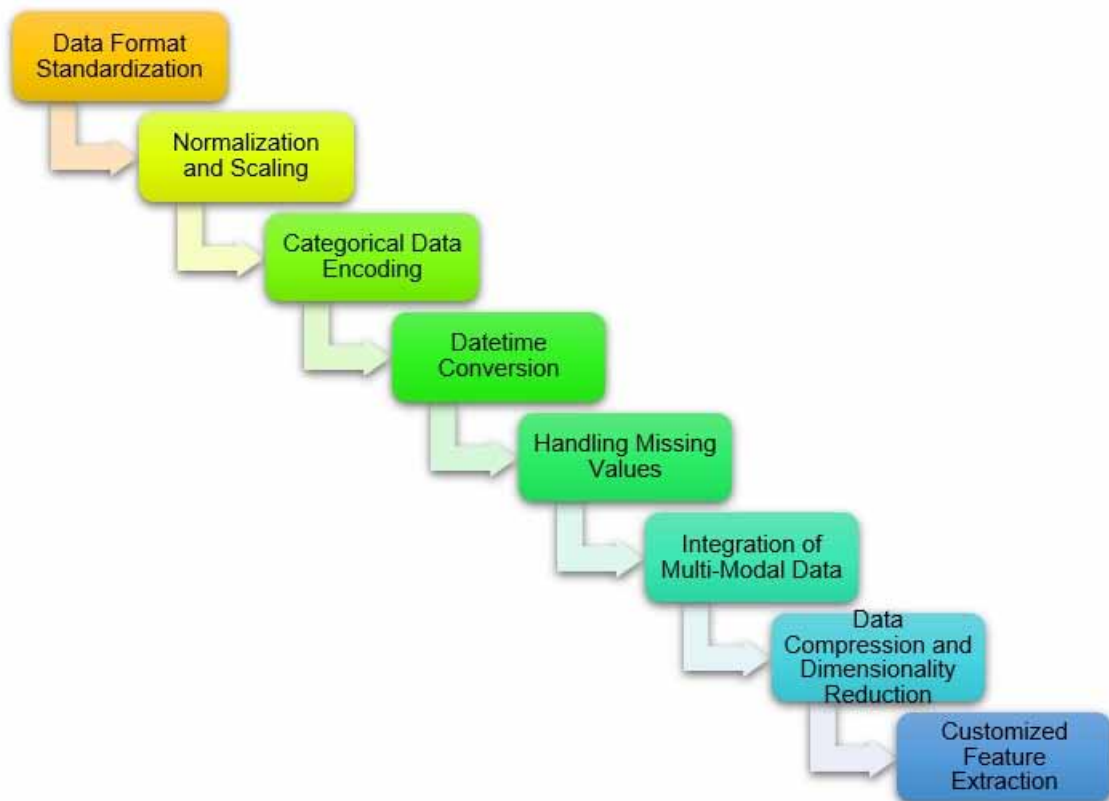 Data Format
Standardization
Normalization
and Scaling
Categorical Data
Encoding
Datetime
Conversion
Handling Missing
Values
Integration of
Multi-Modal Data
Data
Compression and
Dimensionality
Reduction
Customized
Feature
Extraction